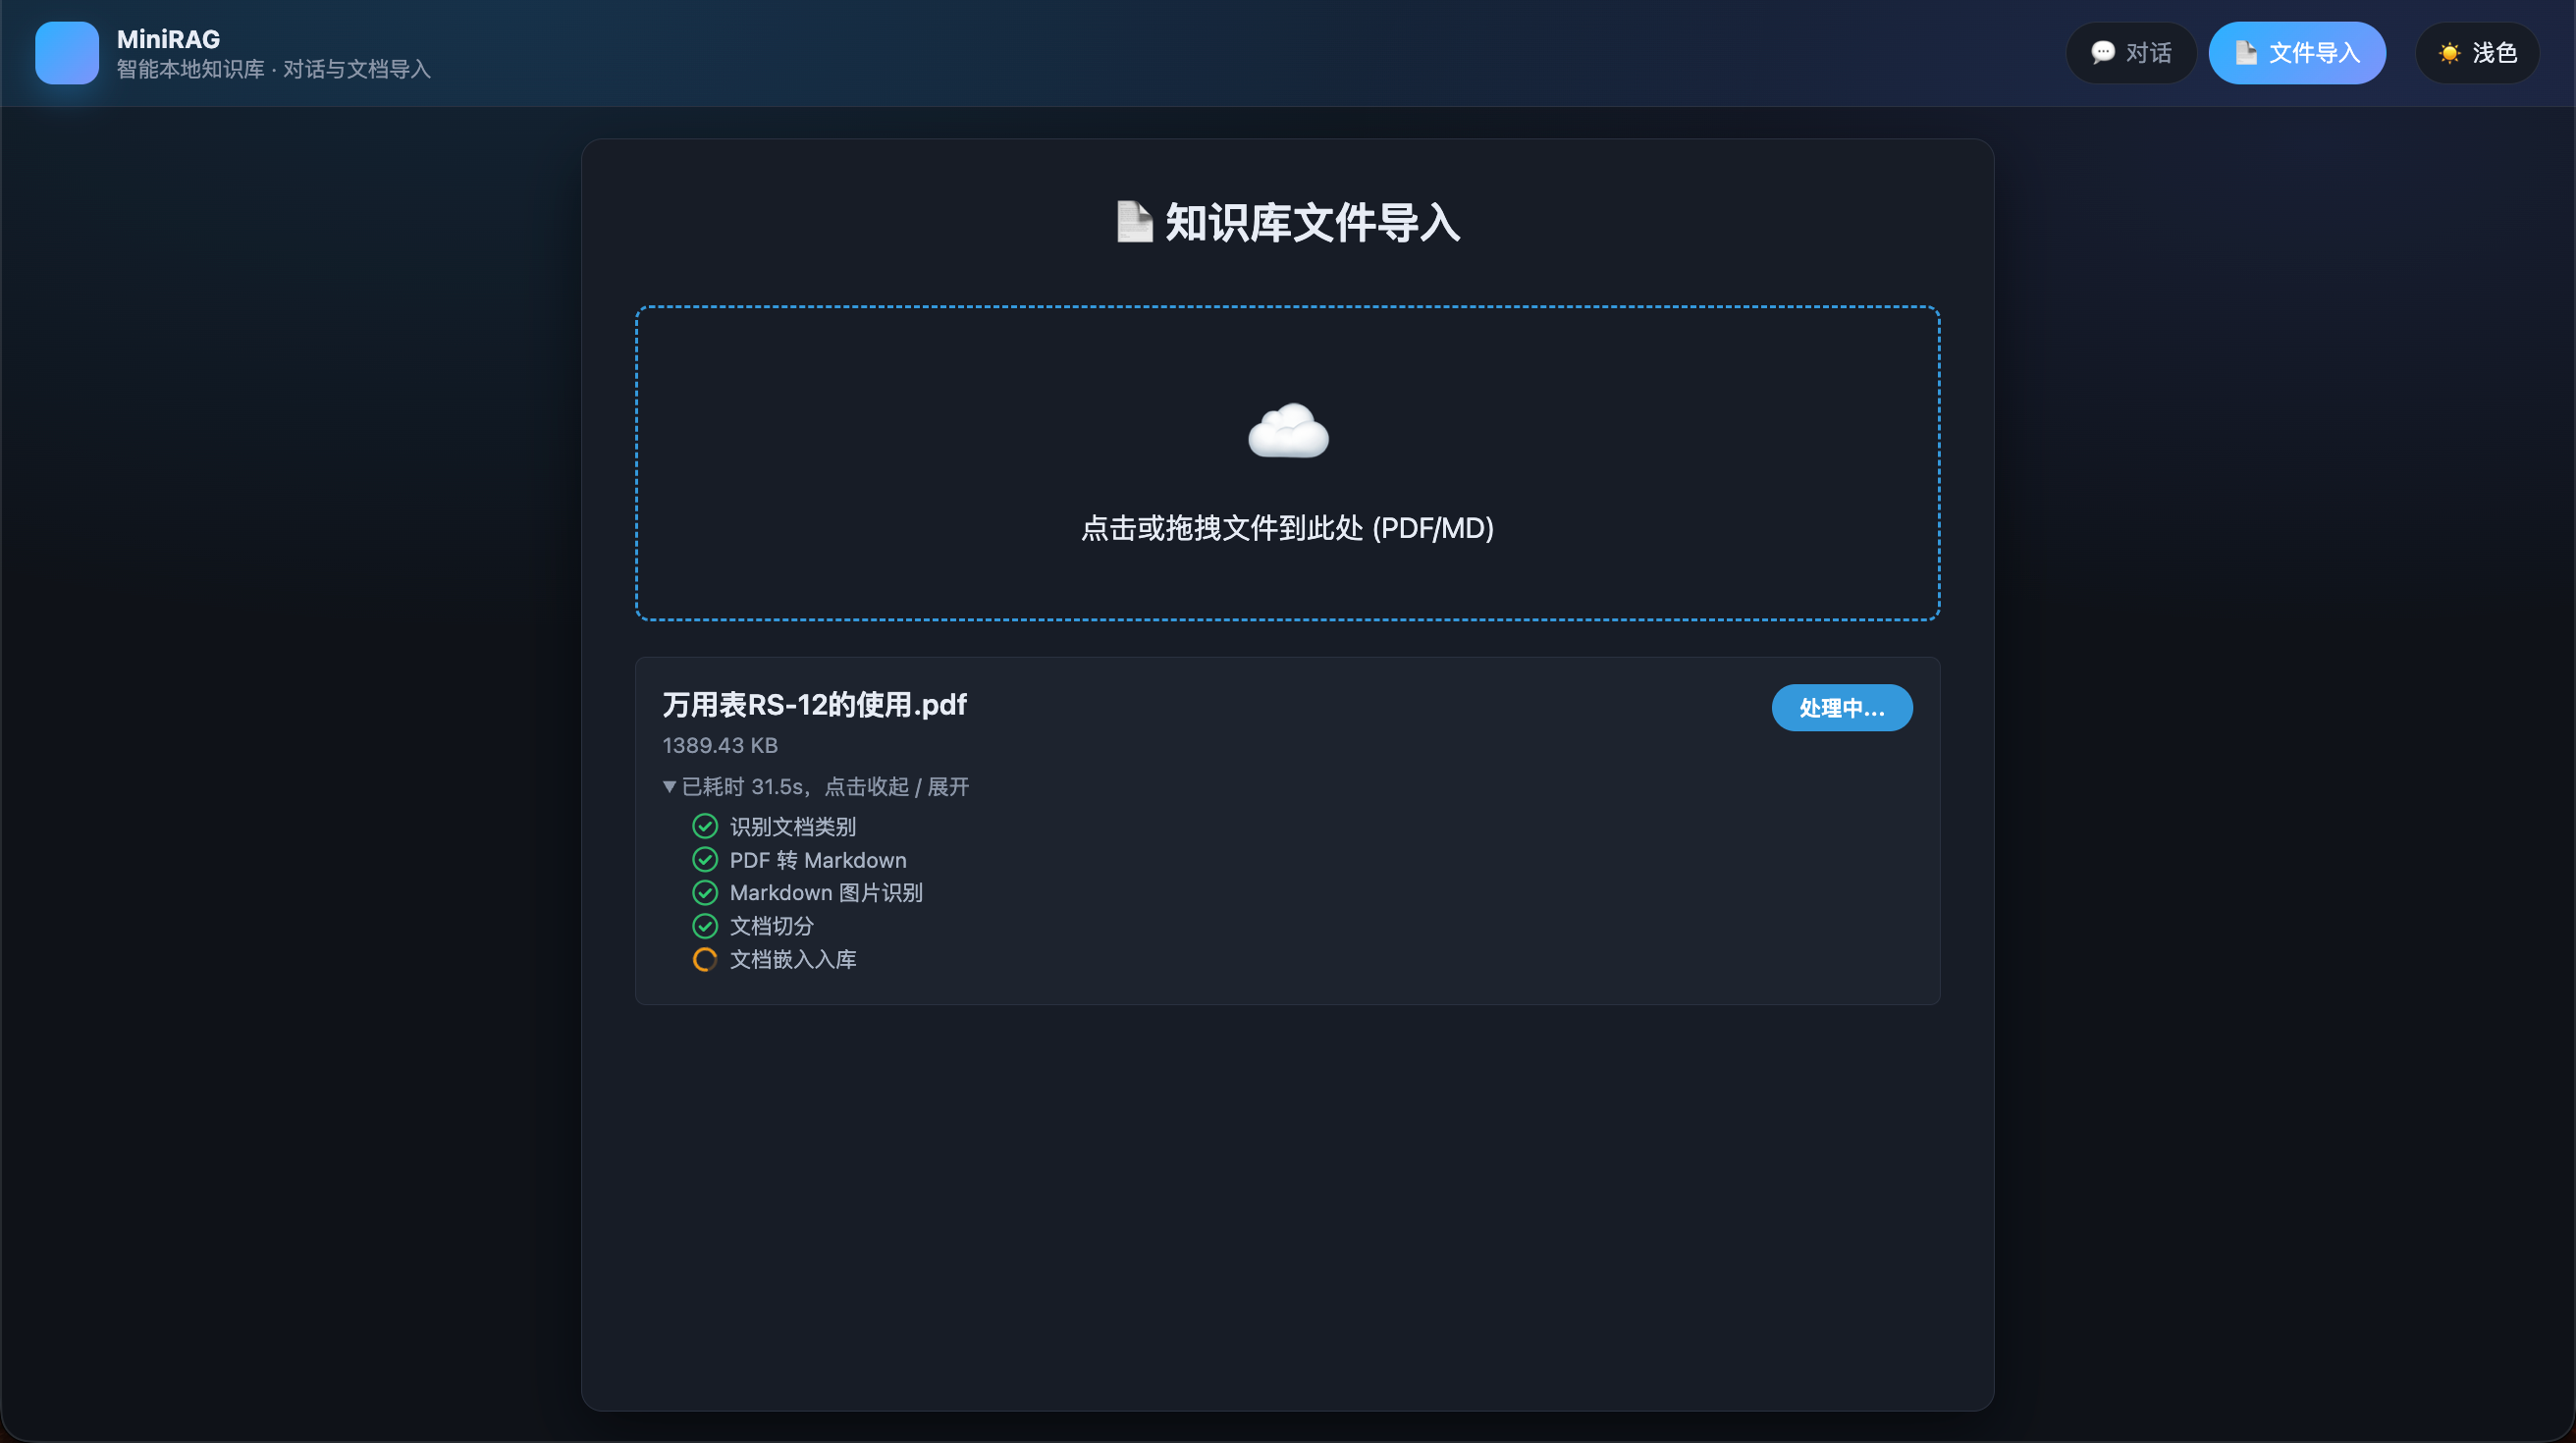 MiniRAG
智能本地知识库 · 对话与文档导入
对话
文件导入
浅色
知识库文件导入
点击或拖拽文件到此处 (PDF/MD)
万用表RS-12的使用.pdf
处理中...
1389.43 KB
▼已耗时 31.5s，点击收起 / 展开
识别文档类别
PDF 转 Markdown
Markdown 图片识别
文档切分
文档嵌入入库